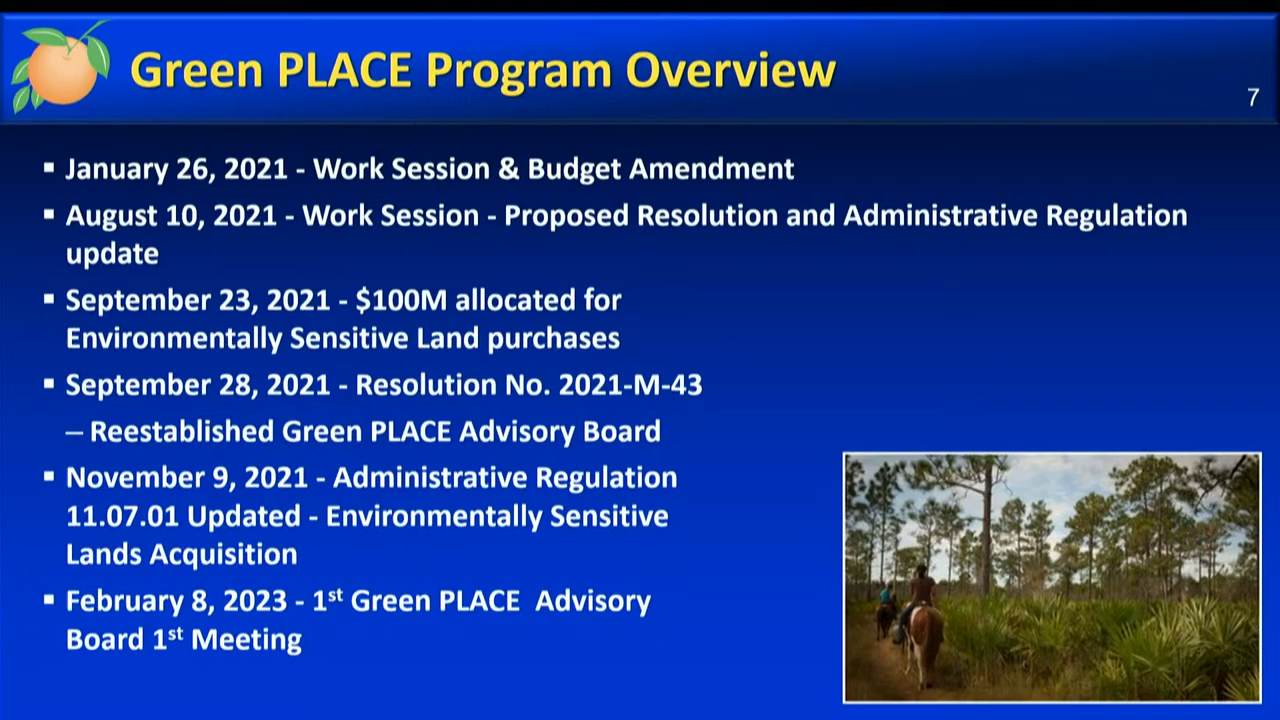 Green PLACE Program Overview
7
▪ January 26, 2021 - Work Session & Budget Amendment
▪ August 10, 2021 - Work Session - Proposed Resolution and Administrative Regulation
update
▪ September 23, 2021 - $100M allocated for
Environmentally Sensitive Land purchases
▪ September 28, 2021 - Resolution No. 2021-M-43
– Reestablished Green PLACE Advisory Board
▪ November 9, 2021 - Administrative Regulation
11.07.01 Updated - Environmentally Sensitive
Lands Acquisition
▪ February 8, 2023 - 1st Green PLACE Advisory
Board 1st Meeting